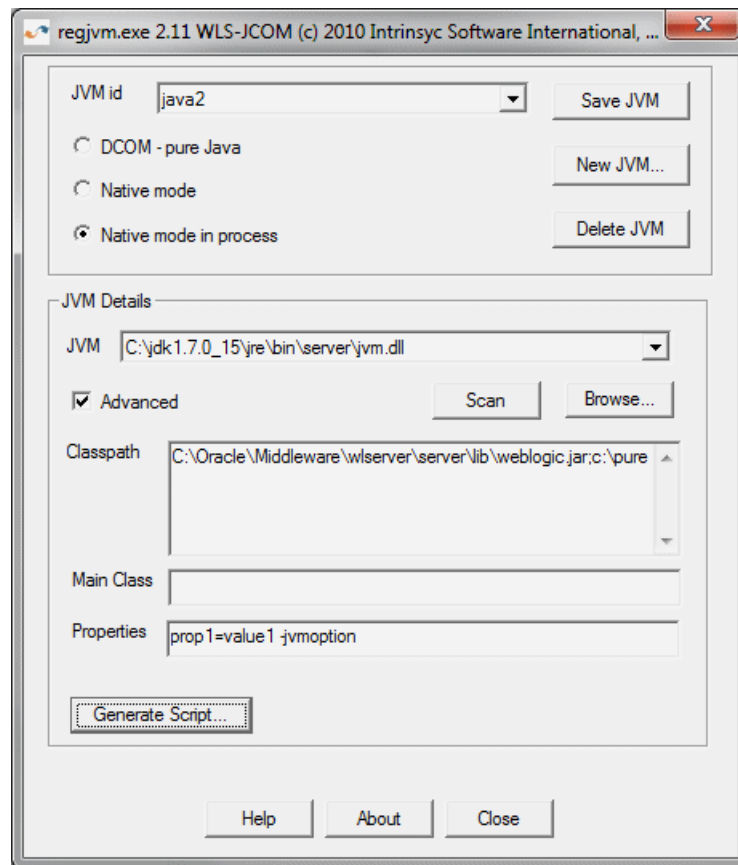 regjvm.exe 2.11 WLS-JCOM (c) 2010 Intrinsyc Software International, ...
JVM id
java2
Save JVM
DCOM - pure Java
New JVM...
Native mode
Delete JVM
Native mode in process
JVM Details
JVM
C:\jdk1.7.0_15\jre\bin\server\jvm.dll
Advanced
Scan
Browse...
Classpath
C:\Oracle\Middleware\wlserver\server\lib\weblogic.jar;c:\pure
Main Class
Properties
prop1=value1 -jvmoption
Generate Script...
Help
About
Close